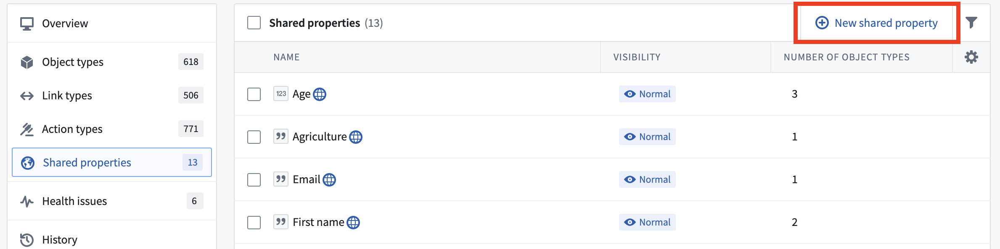 Overview
Object types 618
Link types 506
Action types 771
Shared properties 13
Health issues 6
History
Shared properties (13)
New shared property
NAME VISIBILITY NUMBER OF OBJECT TYPES
123 Age Normal 3
Agriculture Normal 1
Email Normal 1
First name Normal 2